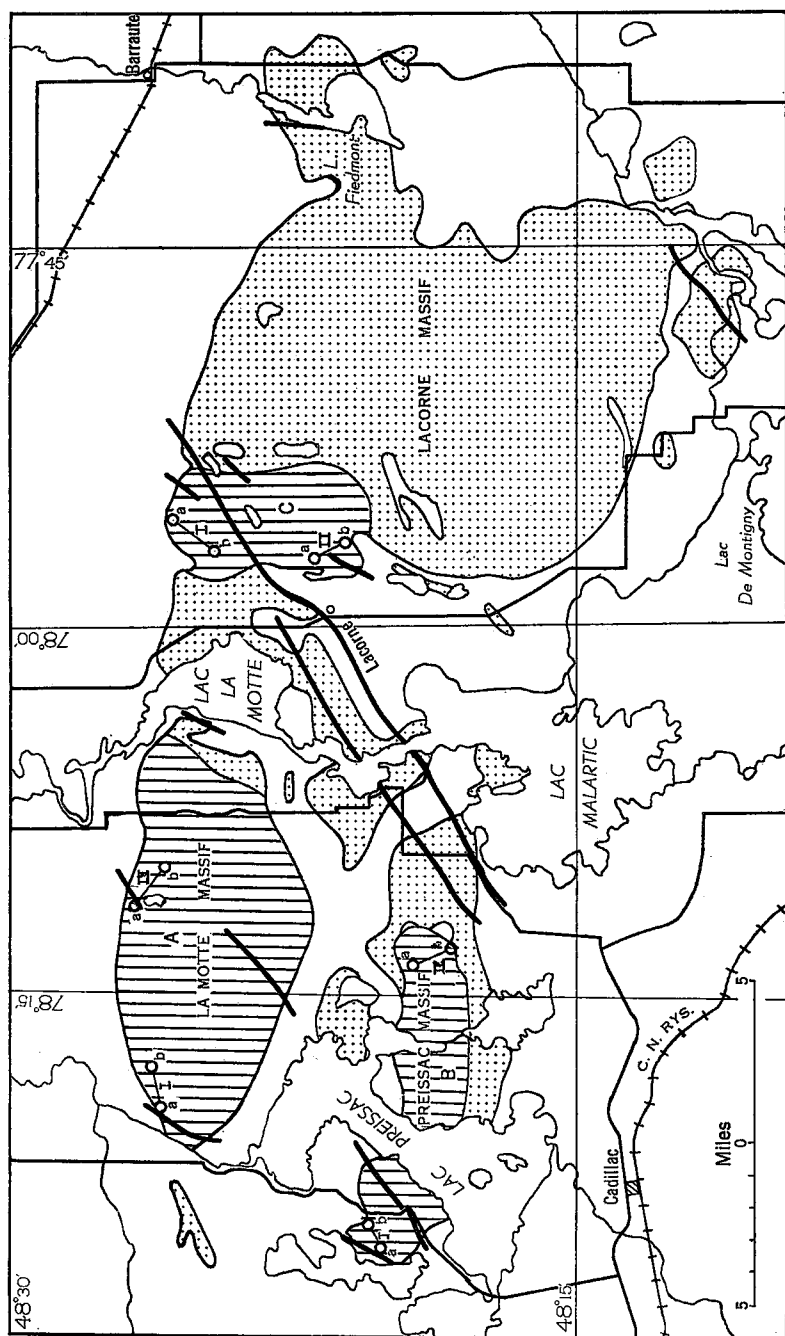 48°30'
78°15'
78°00'
77°45'
Barraute
a I b
a b
A
LA MOTTE
MASSIF
LAC
LA
MOTTE
a
I
b
C
a
II
b
L.
Fiedmont
Lacorne
LACORNE MASSIF
a I b
LAC PREISSAC
PREISSAC MASSIF
B
a
b
LAC
MALARTIC
48°15'
Cadillac
C. N. RYS.
Lac
De Montigny
Miles
5 0 5